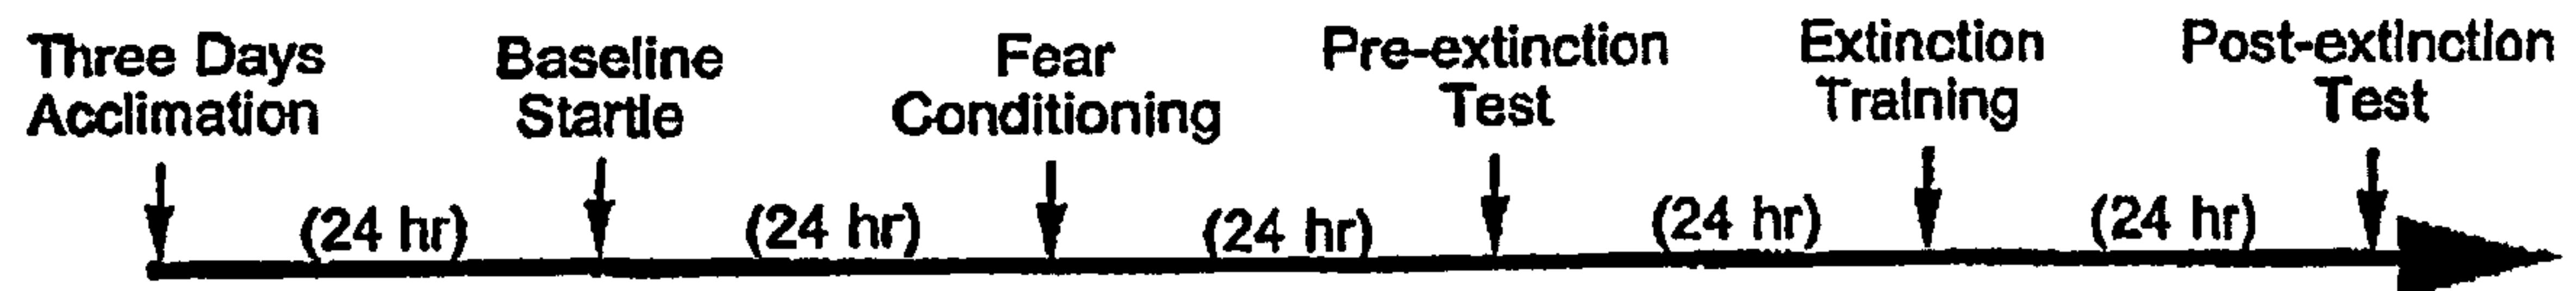 Three Days
Acclimation
Baseline
Startle
Fear
Conditioning
Pre-extinction
Test
Extinction
Training
Post-extinction
Test
(24 hr)
(24 hr)
(24 hr)
(24 hr)
(24 hr)